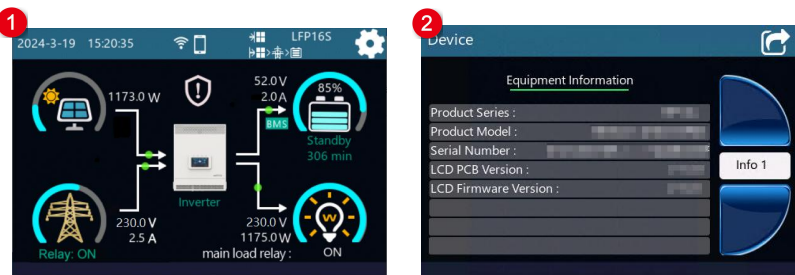 1
2024-3-19 15:20:35
LFP16S
1173.0 W
52.0 V
2.0 A
85%
BMS
Standby
306 min
Inverter
230.0 V
2.5 A
230.0 V
1175.0 W
W
Relay: ON
main load relay :
ON
2
Device
Equipment Information
Product Series :
Product Model :
Serial Number :
LCD PCB Version :
LCD Firmware Version :
Info 1